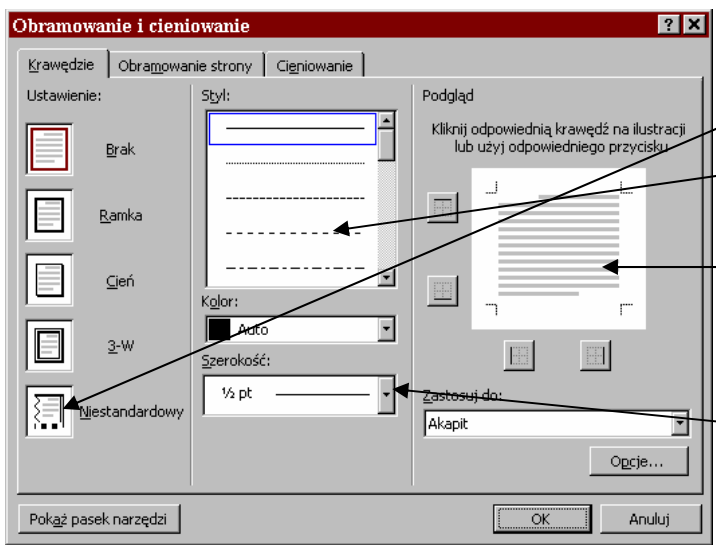 Obramowanie i cieniowanie
Krawędzie
Obramowanie strony
Cieniowanie
Ustawienie:
Brak
Ramka
Cień
3-W
Niestandardowy
Styl:
Kolor:
Auto
Szerokość:
½ pt
Podgląd
Kliknij odpowiednią krawędź na ilustracji
lub użyj odpowiedniego przycisku
Zastosuj do:
Akapit
Opcje...
Pokaż pasek narzędzi
OK
Anuluj